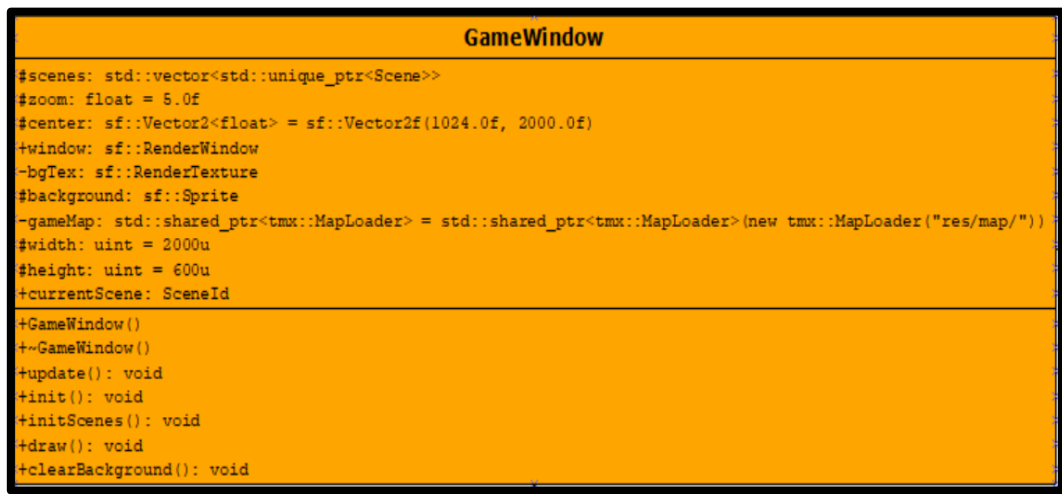 GameWindow
#scenes: std::vector<std::unique_ptr<Scene>>
#zoom: float = 5.0f
#center: sf::Vector2<float> = sf::Vector2f(1024.0f, 2000.0f)
+window: sf::RenderWindow
-bgTex: sf::RenderTexture
#background: sf::Sprite
-gameMap: std::shared_ptr<tmx::MapLoader> = std::shared_ptr<tmx::MapLoader>(new tmx::MapLoader("res/map/"))
#width: uint = 2000u
#height: uint = 600u
+currentScene: SceneId
+GameWindow()
+~GameWindow()
+update(): void
+init(): void
+initScenes(): void
+draw(): void
+clearBackground(): void